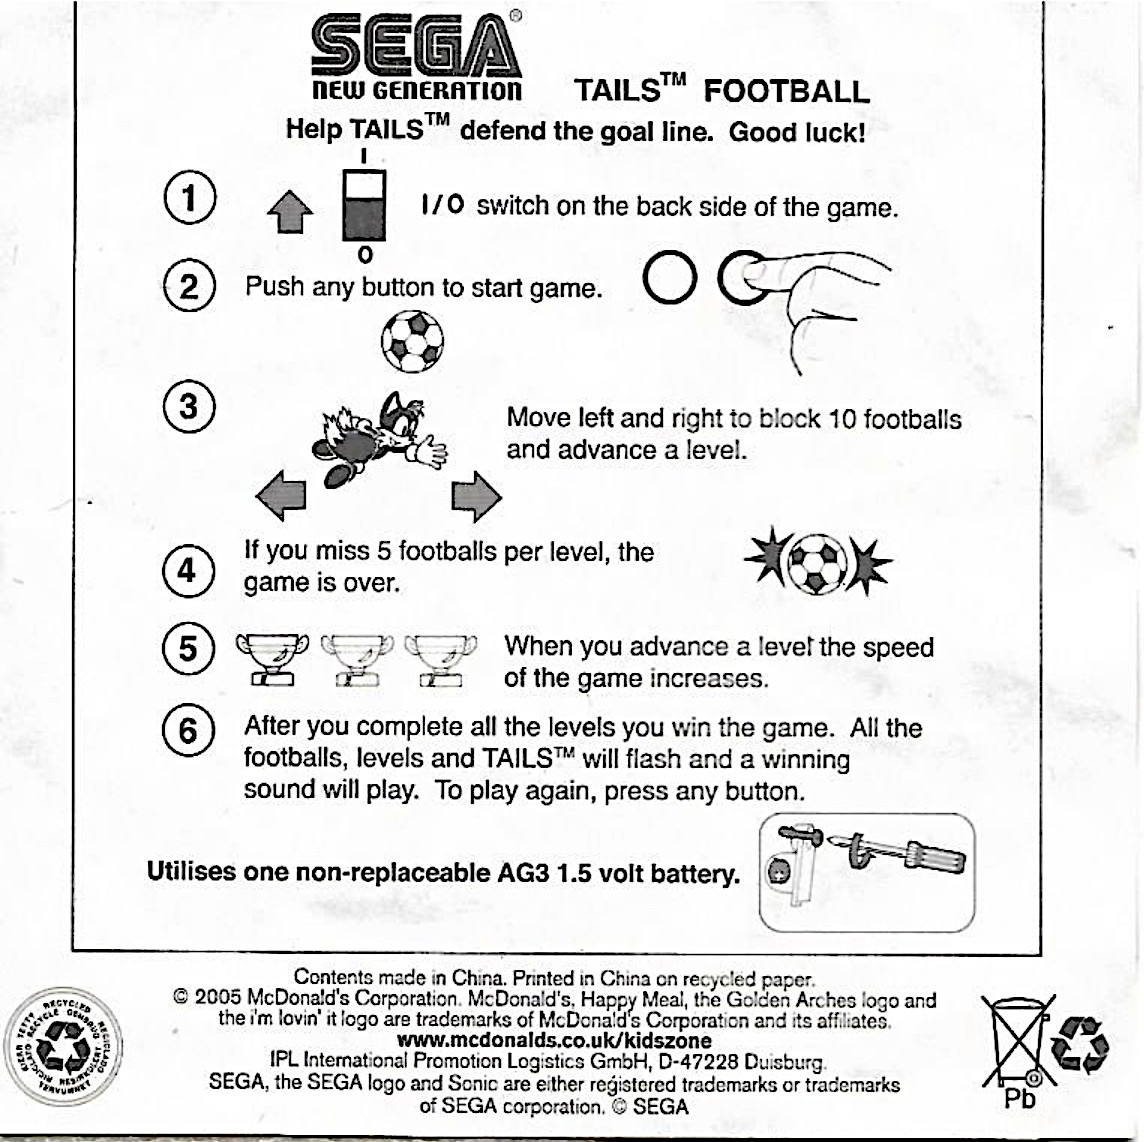 SEGA®
NEW GENERATION
TAILS™ FOOTBALL
Help TAILS™ defend the goal line. Good luck!
1
I
I/O switch on the back side of the game.
O
2
Push any button to start game.
3
Move left and right to block 10 footballs
and advance a level.
4
If you miss 5 footballs per level, the
game is over.
5
When you advance a level the speed
of the game increases.
6
After you complete all the levels you win the game. All the
footballs, levels and TAILS™ will flash and a winning
sound will play. To play again, press any button.
Utilises one non-replaceable AG3 1.5 volt battery.
Contents made in China. Printed in China on recycled paper.
© 2005 McDonald's Corporation. McDonald's, Happy Meal, the Golden Arches logo and
the i'm lovin' it logo are trademarks of McDonald's Corporation and its affiliates.
www.mcdonalds.co.uk/kidszone
IPL International Promotion Logistics GmbH, D-47228 Duisburg.
SEGA, the SEGA logo and Sonic are either registered trademarks or trademarks
of SEGA corporation. © SEGA
RECYCLED
Pb